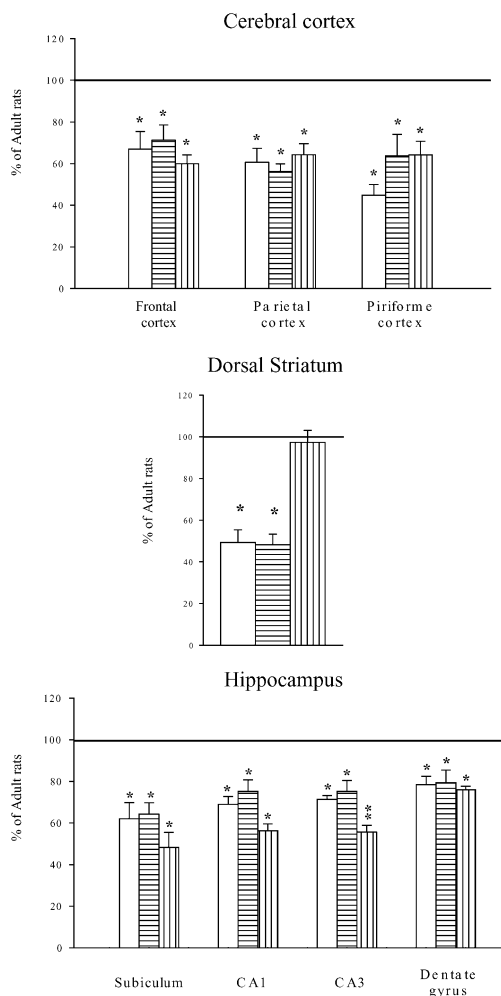 Cerebral cortex
% of Adult rats
120
100
80
60
40
20
0
* * *
* * *
* * *
Frontal cortex
Parietal cortex
Piriforme cortex
Dorsal Striatum
% of Adult rats
120
100
80
60
40
20
0
* *
Hippocampus
% of Adult rats
120
100
80
60
40
20
0
* * *
* * *
* * **
* * *
Subiculum
CA1
CA3
Dentate gyrus